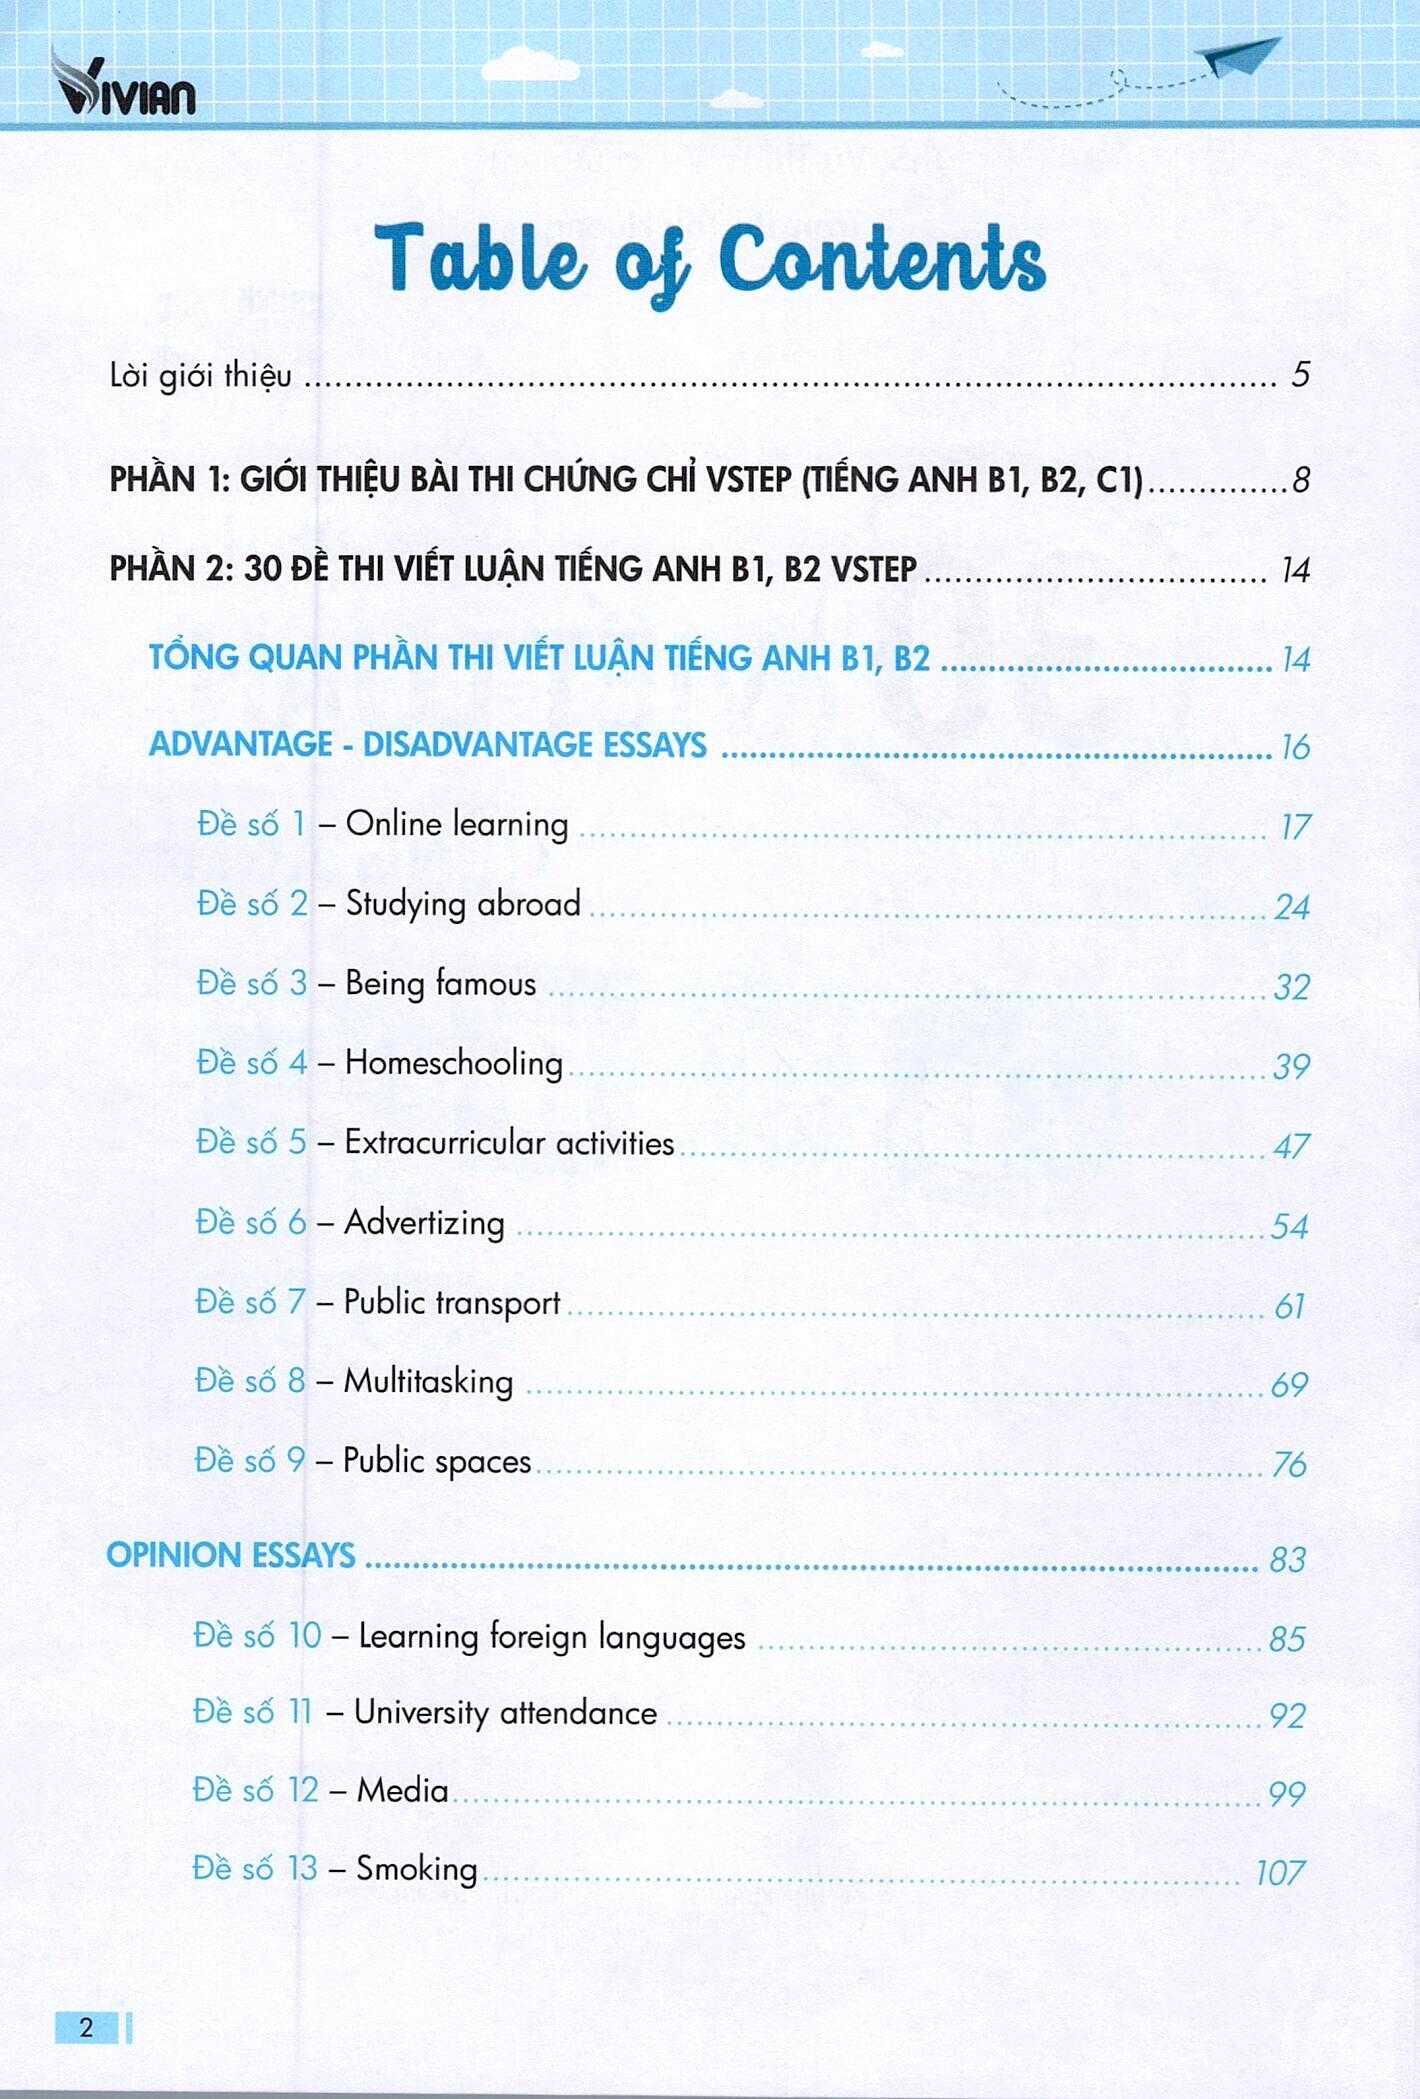 VIVIAN
Table of Contents
Lời giới thiệu ........ 5
PHẦN 1: GIỚI THIỆU BÀI THI CHỨNG CHỈ VSTEP (TIẾNG ANH B1, B2, C1) ........ 8
PHẦN 2: 30 ĐỀ THI VIẾT LUẬN TIẾNG ANH B1, B2 VSTEP ........ 14
TỔNG QUAN PHẦN THI VIẾT LUẬN TIẾNG ANH B1, B2 ........ 14
ADVANTAGE - DISADVANTAGE ESSAYS ........ 16
Đề số 1 – Online learning ........ 17
Đề số 2 – Studying abroad ........ 24
Đề số 3 – Being famous ........ 32
Đề số 4 – Homeschooling ........ 39
Đề số 5 – Extracurricular activities ........ 47
Đề số 6 – Advertizing ........ 54
Đề số 7 – Public transport ........ 61
Đề số 8 – Multitasking ........ 69
Đề số 9 – Public spaces ........ 76
OPINION ESSAYS ........ 83
Đề số 10 – Learning foreign languages ........ 85
Đề số 11 – University attendance ........ 92
Đề số 12 – Media ........ 99
Đề số 13 – Smoking ........ 107
2